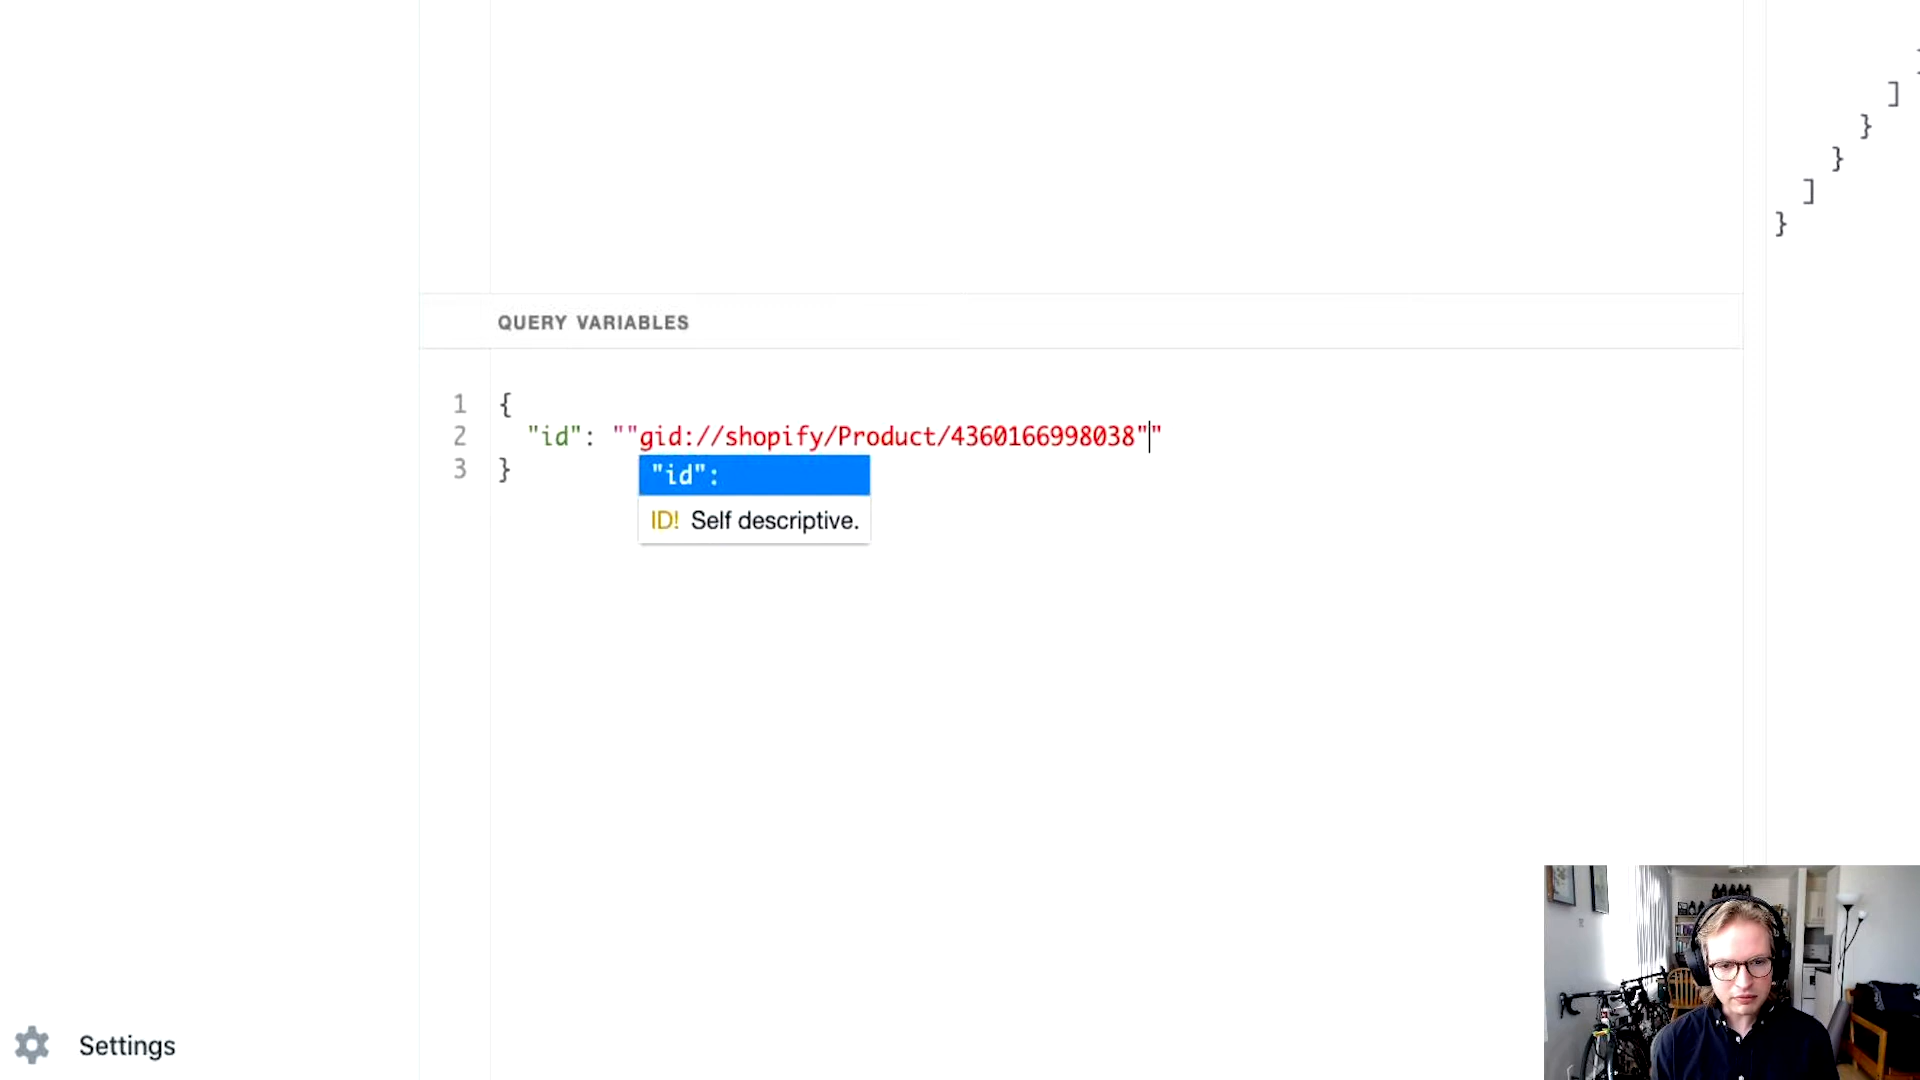 ]
}
}
]
}
QUERY VARIABLES
1 {
2 "id": ""gid://shopify/Product/4360166998038""
3 }
"id":
ID! Self descriptive.
Settings